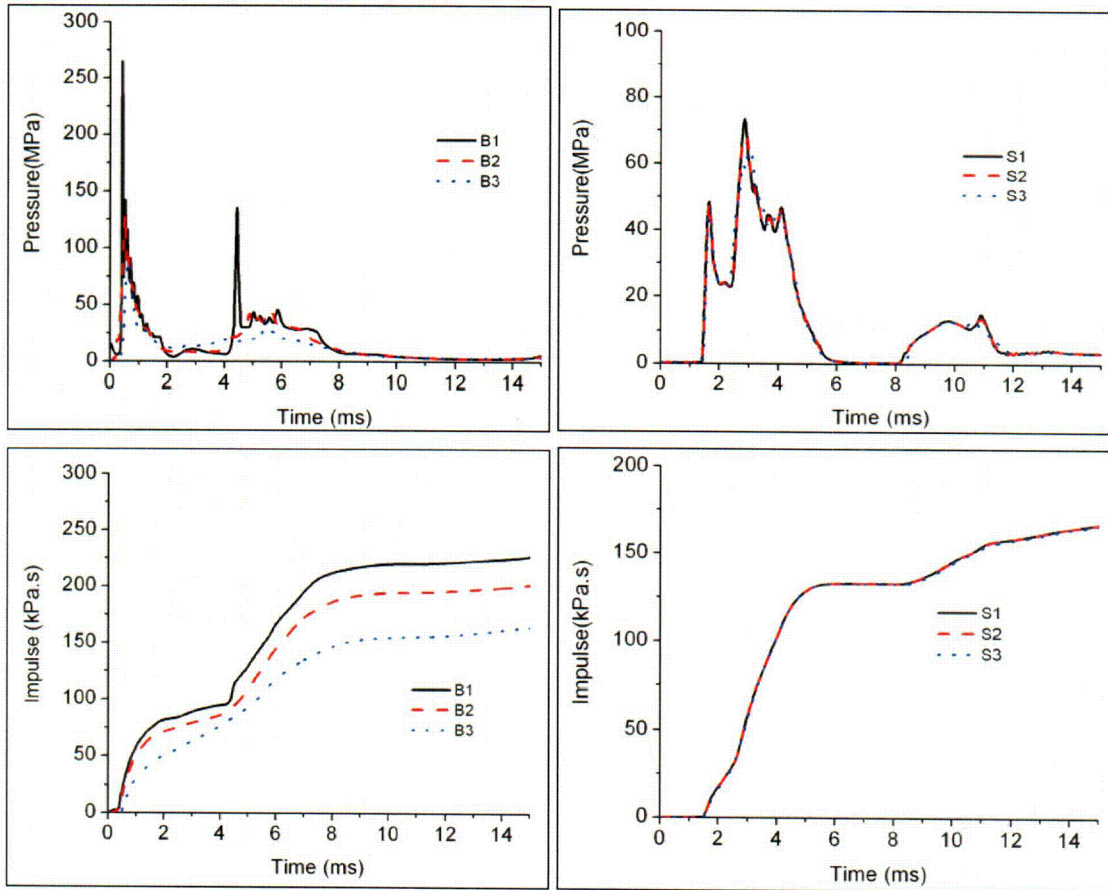 300
250
200
150
100
50
0
Pressure(MPa)
B1
B2
B3
0 2 4 6 8 10 12 14
Time (ms)
100
80
60
40
20
0
Pressure(MPa)
S1
S2
S3
0 2 4 6 8 10 12 14
Time (ms)
300
250
200
150
100
50
0
Impulse (kPa.s)
B1
B2
B3
0 2 4 6 8 10 12 14
Time (ms)
200
150
100
50
0
Impulse(kPa.s)
S1
S2
S3
0 2 4 6 8 10 12 14
Time (ms)